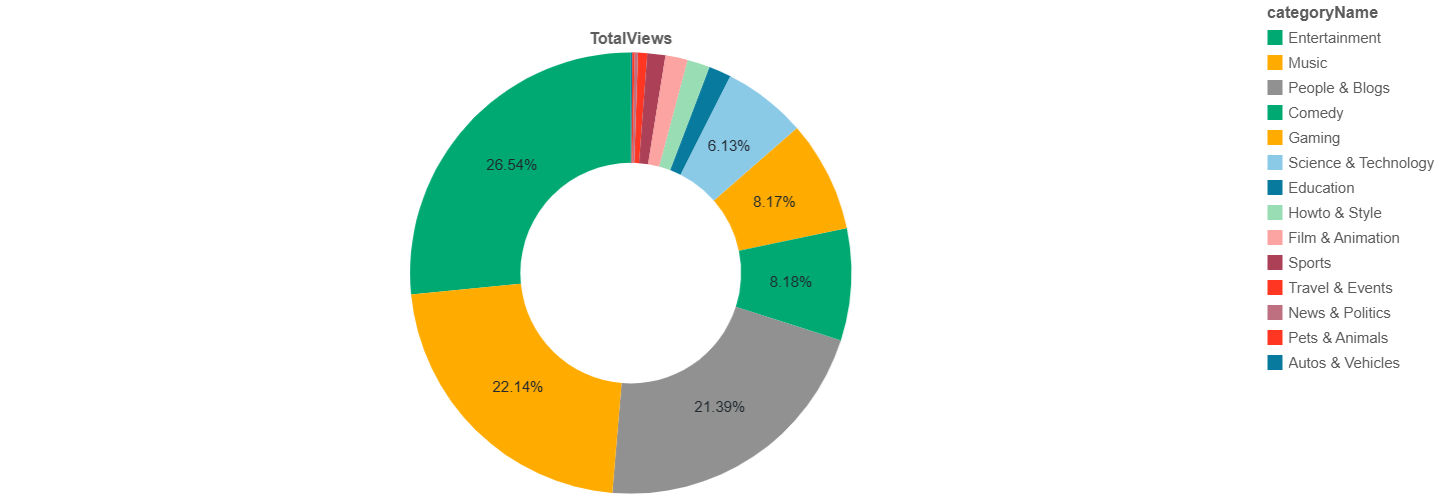 TotalViews
26.54%
6.13%
8.17%
8.18%
22.14%
21.39%
categoryName
Entertainment
Music
People & Blogs
Comedy
Gaming
Science & Technology
Education
Howto & Style
Film & Animation
Sports
Travel & Events
News & Politics
Pets & Animals
Autos & Vehicles